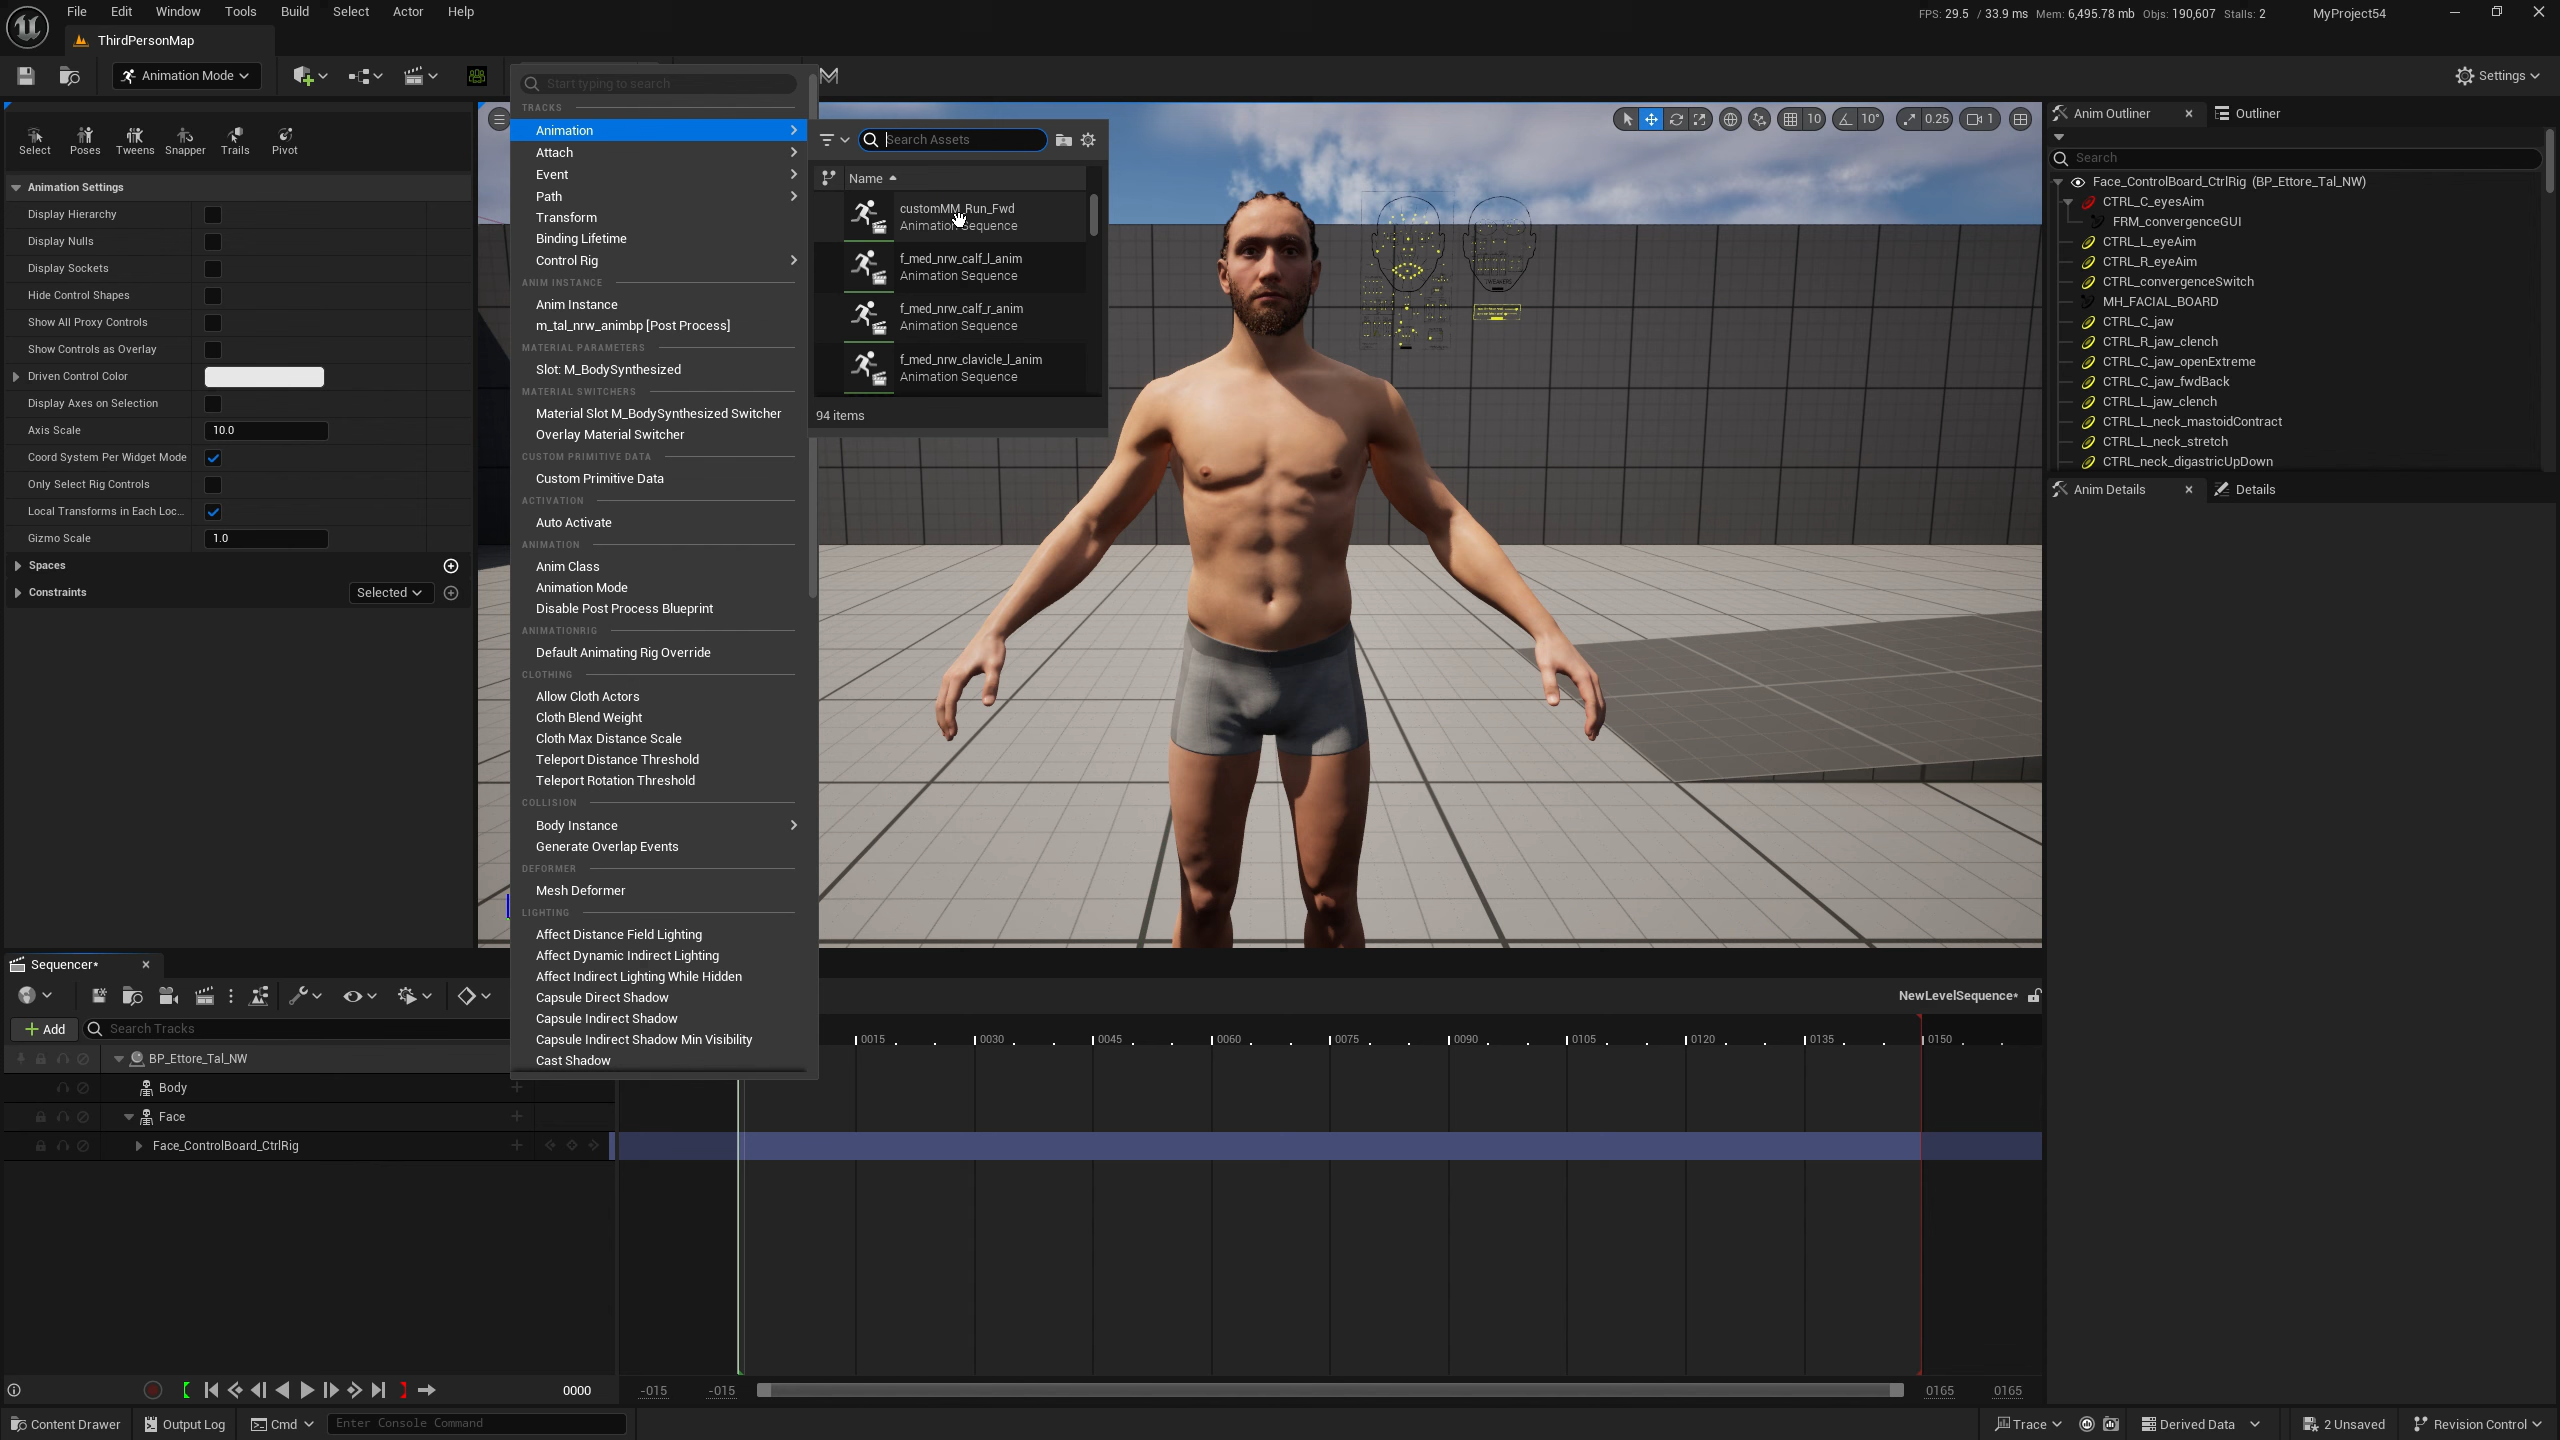 File Edit Window Tools Build Select Actor Help
FPS: 29.5 / 33.9 ms Mem: 6,495.78 mb Objs: 190,607 Stalls: 2 MyProject54
ThirdPersonMap
Animation Mode
Settings
Select Poses Tweens Snapper Trails Pivot
Animation Settings
Display Hierarchy
Display Nulls
Display Sockets
Hide Control Shapes
Show All Proxy Controls
Show Controls as Overlay
Driven Control Color
Display Axes on Selection
Axis Scale 10.0
Coord System Per Widget Mode
Only Select Rig Controls
Local Transforms in Each Loc...
Gizmo Scale 1.0
Spaces
Constraints Selected
Start typing to search
TRACKS
Animation
Attach
Event
Path
Transform
Binding Lifetime
Control Rig
ANIM INSTANCE
Anim Instance
m_tal_nrw_animbp [Post Process]
MATERIAL PARAMETERS
Slot: M_BodySynthesized
MATERIAL SWITCHERS
Material Slot M_BodySynthesized Switcher
Overlay Material Switcher
CUSTOM PRIMITIVE DATA
Custom Primitive Data
ACTIVATION
Auto Activate
ANIMATION
Anim Class
Animation Mode
Disable Post Process Blueprint
ANIMATIONRIG
Default Animating Rig Override
CLOTHING
Allow Cloth Actors
Cloth Blend Weight
Cloth Max Distance Scale
Teleport Distance Threshold
Teleport Rotation Threshold
COLLISION
Body Instance
Generate Overlap Events
DEFORMER
Mesh Deformer
LIGHTING
Affect Distance Field Lighting
Affect Dynamic Indirect Lighting
Affect Indirect Lighting While Hidden
Capsule Direct Shadow
Capsule Indirect Shadow
Capsule Indirect Shadow Min Visibility
Cast Shadow
Search Assets
Name
customMM_Run_Fwd
Animation Sequence
f_med_nrw_calf_l_anim
Animation Sequence
f_med_nrw_calf_r_anim
Animation Sequence
f_med_nrw_clavicle_l_anim
Animation Sequence
94 items
10 10° 0.25 1
Anim Outliner Outliner
Search
Face_ControlBoard_CtrlRig (BP_Ettore_Tal_NW)
CTRL_C_eyesAim
FRM_convergenceGUI
CTRL_L_eyeAim
CTRL_R_eyeAim
CTRL_convergenceSwitch
MH_FACIAL_BOARD
CTRL_C_jaw
CTRL_R_jaw_clench
CTRL_C_jaw_openExtreme
CTRL_C_jaw_fwdBack
CTRL_L_jaw_clench
CTRL_L_neck_mastoidContract
CTRL_L_neck_stretch
CTRL_neck_digastricUpDown
Anim Details Details
Sequencer*
NewLevelSequence*
Add Search Tracks
0015 0030 0045 0060 0075 0090 0105 0120 0135 0150
BP_Ettore_Tal_NW
Body
Face
Face_ControlBoard_CtrlRig
0000 -015 -015 0165 0165
Content Drawer Output Log Cmd Enter Console Command
Trace Derived Data 2 Unsaved Revision Control